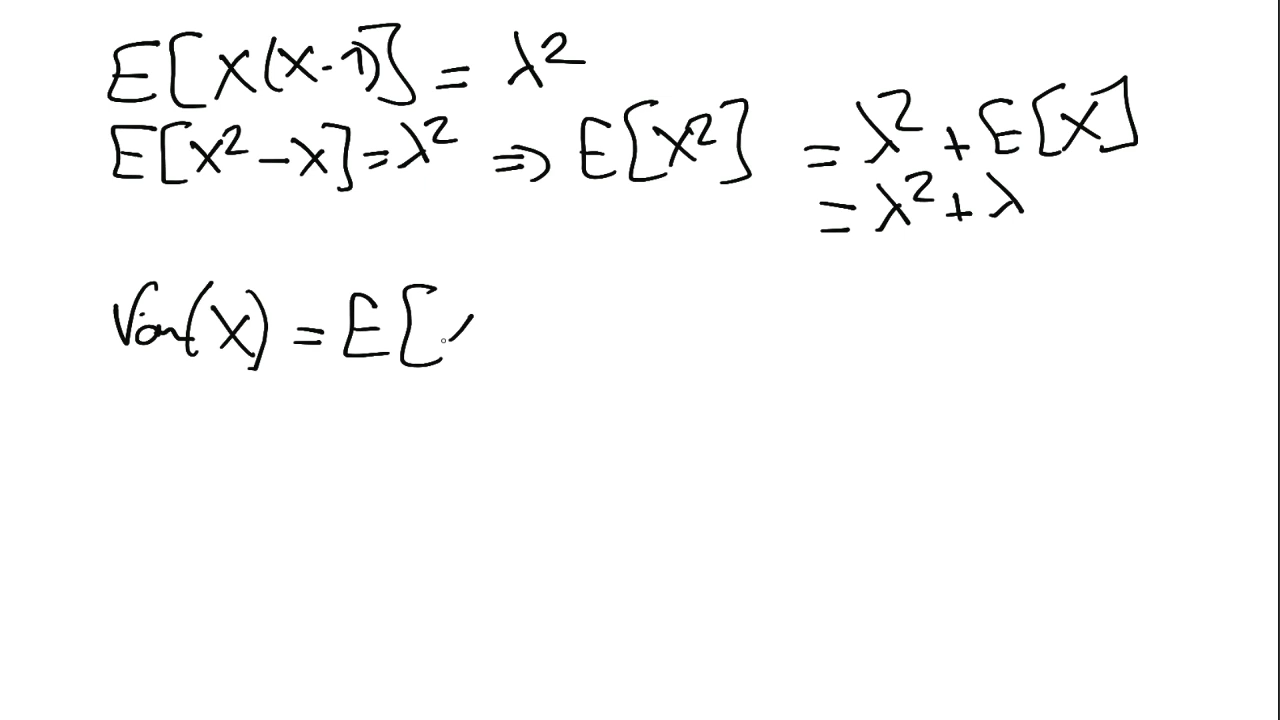 E[X(X-1)] = λ²
E[X²-X] = λ² ⇒ E[X²] = λ² + E[X]
= λ² + λ
Var(X) = E[